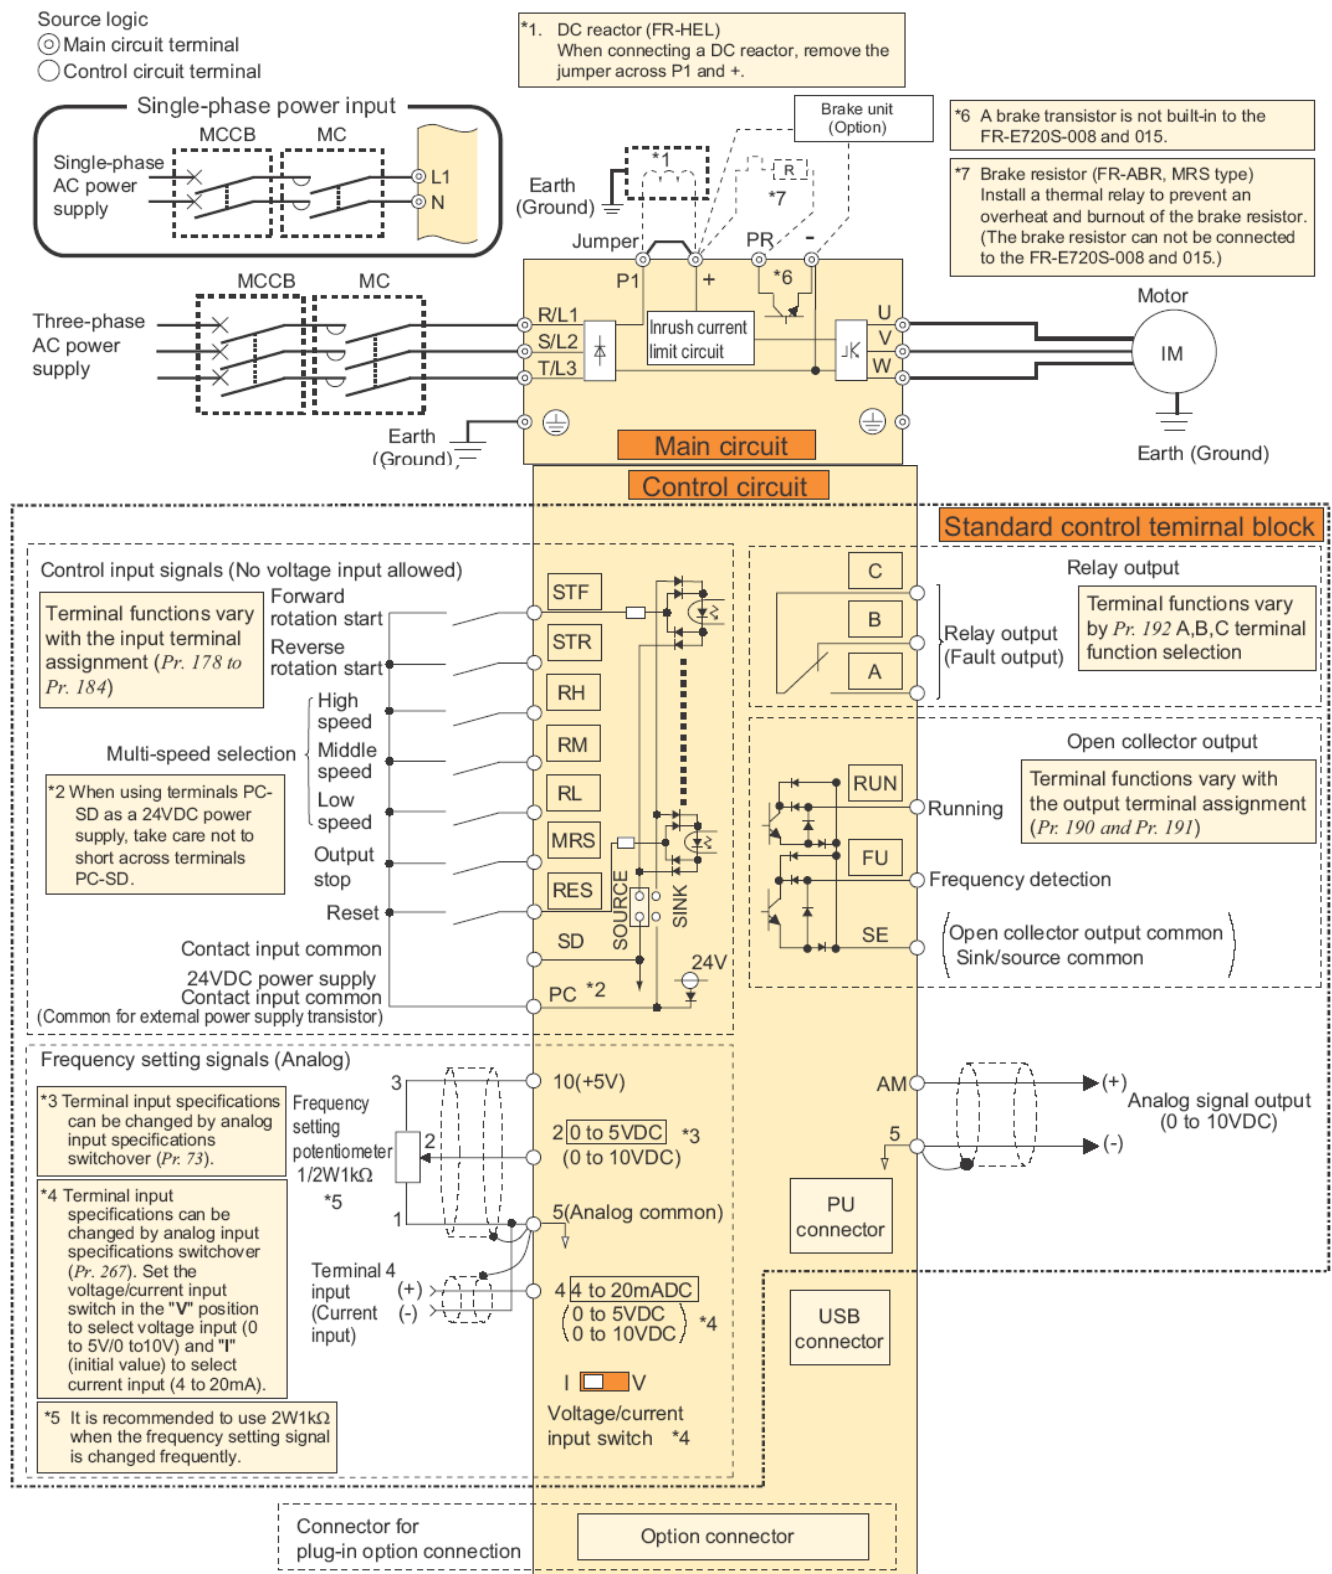 Source logic
Main circuit terminal
Control circuit terminal
*1. DC reactor (FR-HEL)
When connecting a DC reactor, remove the
jumper across P1 and +.
Single-phase power input
MCCB
MC
Single-phase
AC power
supply
L1
N
Brake unit
(Option)
*6 A brake transistor is not built-in to the
FR-E720S-008 and 015.
*7 Brake resistor (FR-ABR, MRS type)
Install a thermal relay to prevent an
overheat and burnout of the brake resistor.
(The brake resistor can not be connected
to the FR-E720S-008 and 015.)
*1
R
*7
Earth
(Ground)
Jumper
PR
-
P1
+
*6
MCCB
MC
Three-phase
AC power
supply
R/L1
S/L2
T/L3
Inrush current
limit circuit
U
V
W
Motor
IM
Earth
(Ground)
Earth (Ground)
Main circuit
Control circuit
Standard control temirnal block
Control input signals (No voltage input allowed)
Terminal functions vary
with the input terminal
assignment (Pr. 178 to
Pr. 184)
Forward
rotation start
Reverse
rotation start
High
speed
Multi-speed selection
Middle
speed
Low
speed
*2 When using terminals PC-
SD as a 24VDC power
supply, take care not to
short across terminals
PC-SD.
Output
stop
Reset
Contact input common
24VDC power supply
Contact input common
(Common for external power supply transistor)
STF
STR
RH
RM
RL
MRS
RES
SD
PC *2
SOURCE
SINK
24V
C
B
A
Relay output
Relay output
(Fault output)
Terminal functions vary
by Pr. 192 A,B,C terminal
function selection
Open collector output
RUN
Running
Terminal functions vary with
the output terminal assignment
(Pr. 190 and Pr. 191)
FU
Frequency detection
SE
(Open collector output common
Sink/source common)
Frequency setting signals (Analog)
*3 Terminal input specifications
can be changed by analog
input specifications
switchover (Pr. 73).
*4 Terminal input
specifications can be
changed by analog input
specifications switchover
(Pr. 267). Set the
voltage/current input
switch in the "V" position
to select voltage input (0
to 5V/0 to10V) and "I"
(initial value) to select
current input (4 to 20mA).
*5 It is recommended to use 2W1kΩ
when the frequency setting signal
is changed frequently.
Frequency
setting
potentiometer
1/2W1kΩ
*5
3
2
1
Terminal 4
input
(Current
input)
(+)
(-)
10(+5V)
2 0 to 5VDC *3
(0 to 10VDC)
5(Analog common)
4 4 to 20mADC
(0 to 5VDC
0 to 10VDC) *4
I
V
Voltage/current
input switch *4
AM
(+)
Analog signal output
(0 to 10VDC)
5
(-)
PU
connector
USB
connector
Connector for
plug-in option connection
Option connector